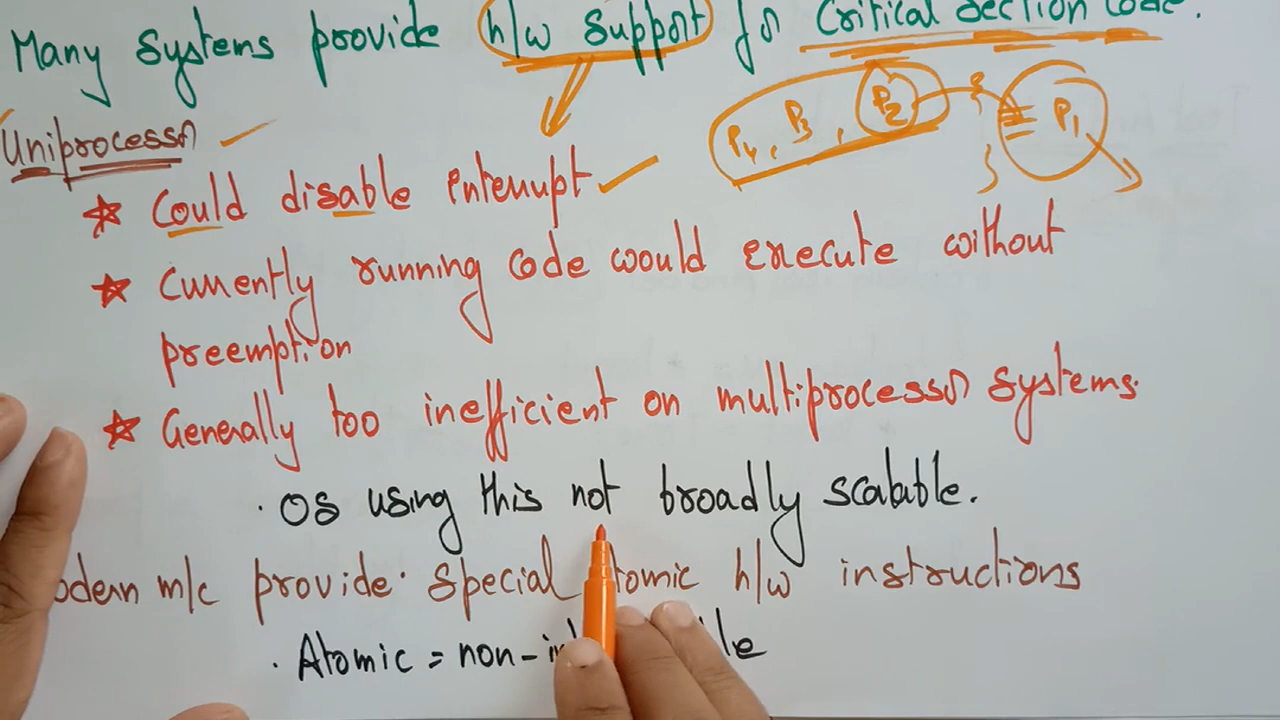 Many systems provide h/w support for Critical Section Code.
P4, P3, P2 P1
Uniprocessor
Could disable interrupt
Currently running code would execute without
preemption
Generally too inefficient on multiprocessor systems.
· OS using this not broadly scalable.
m/c provide special h/w instructions
· Atomic = non-